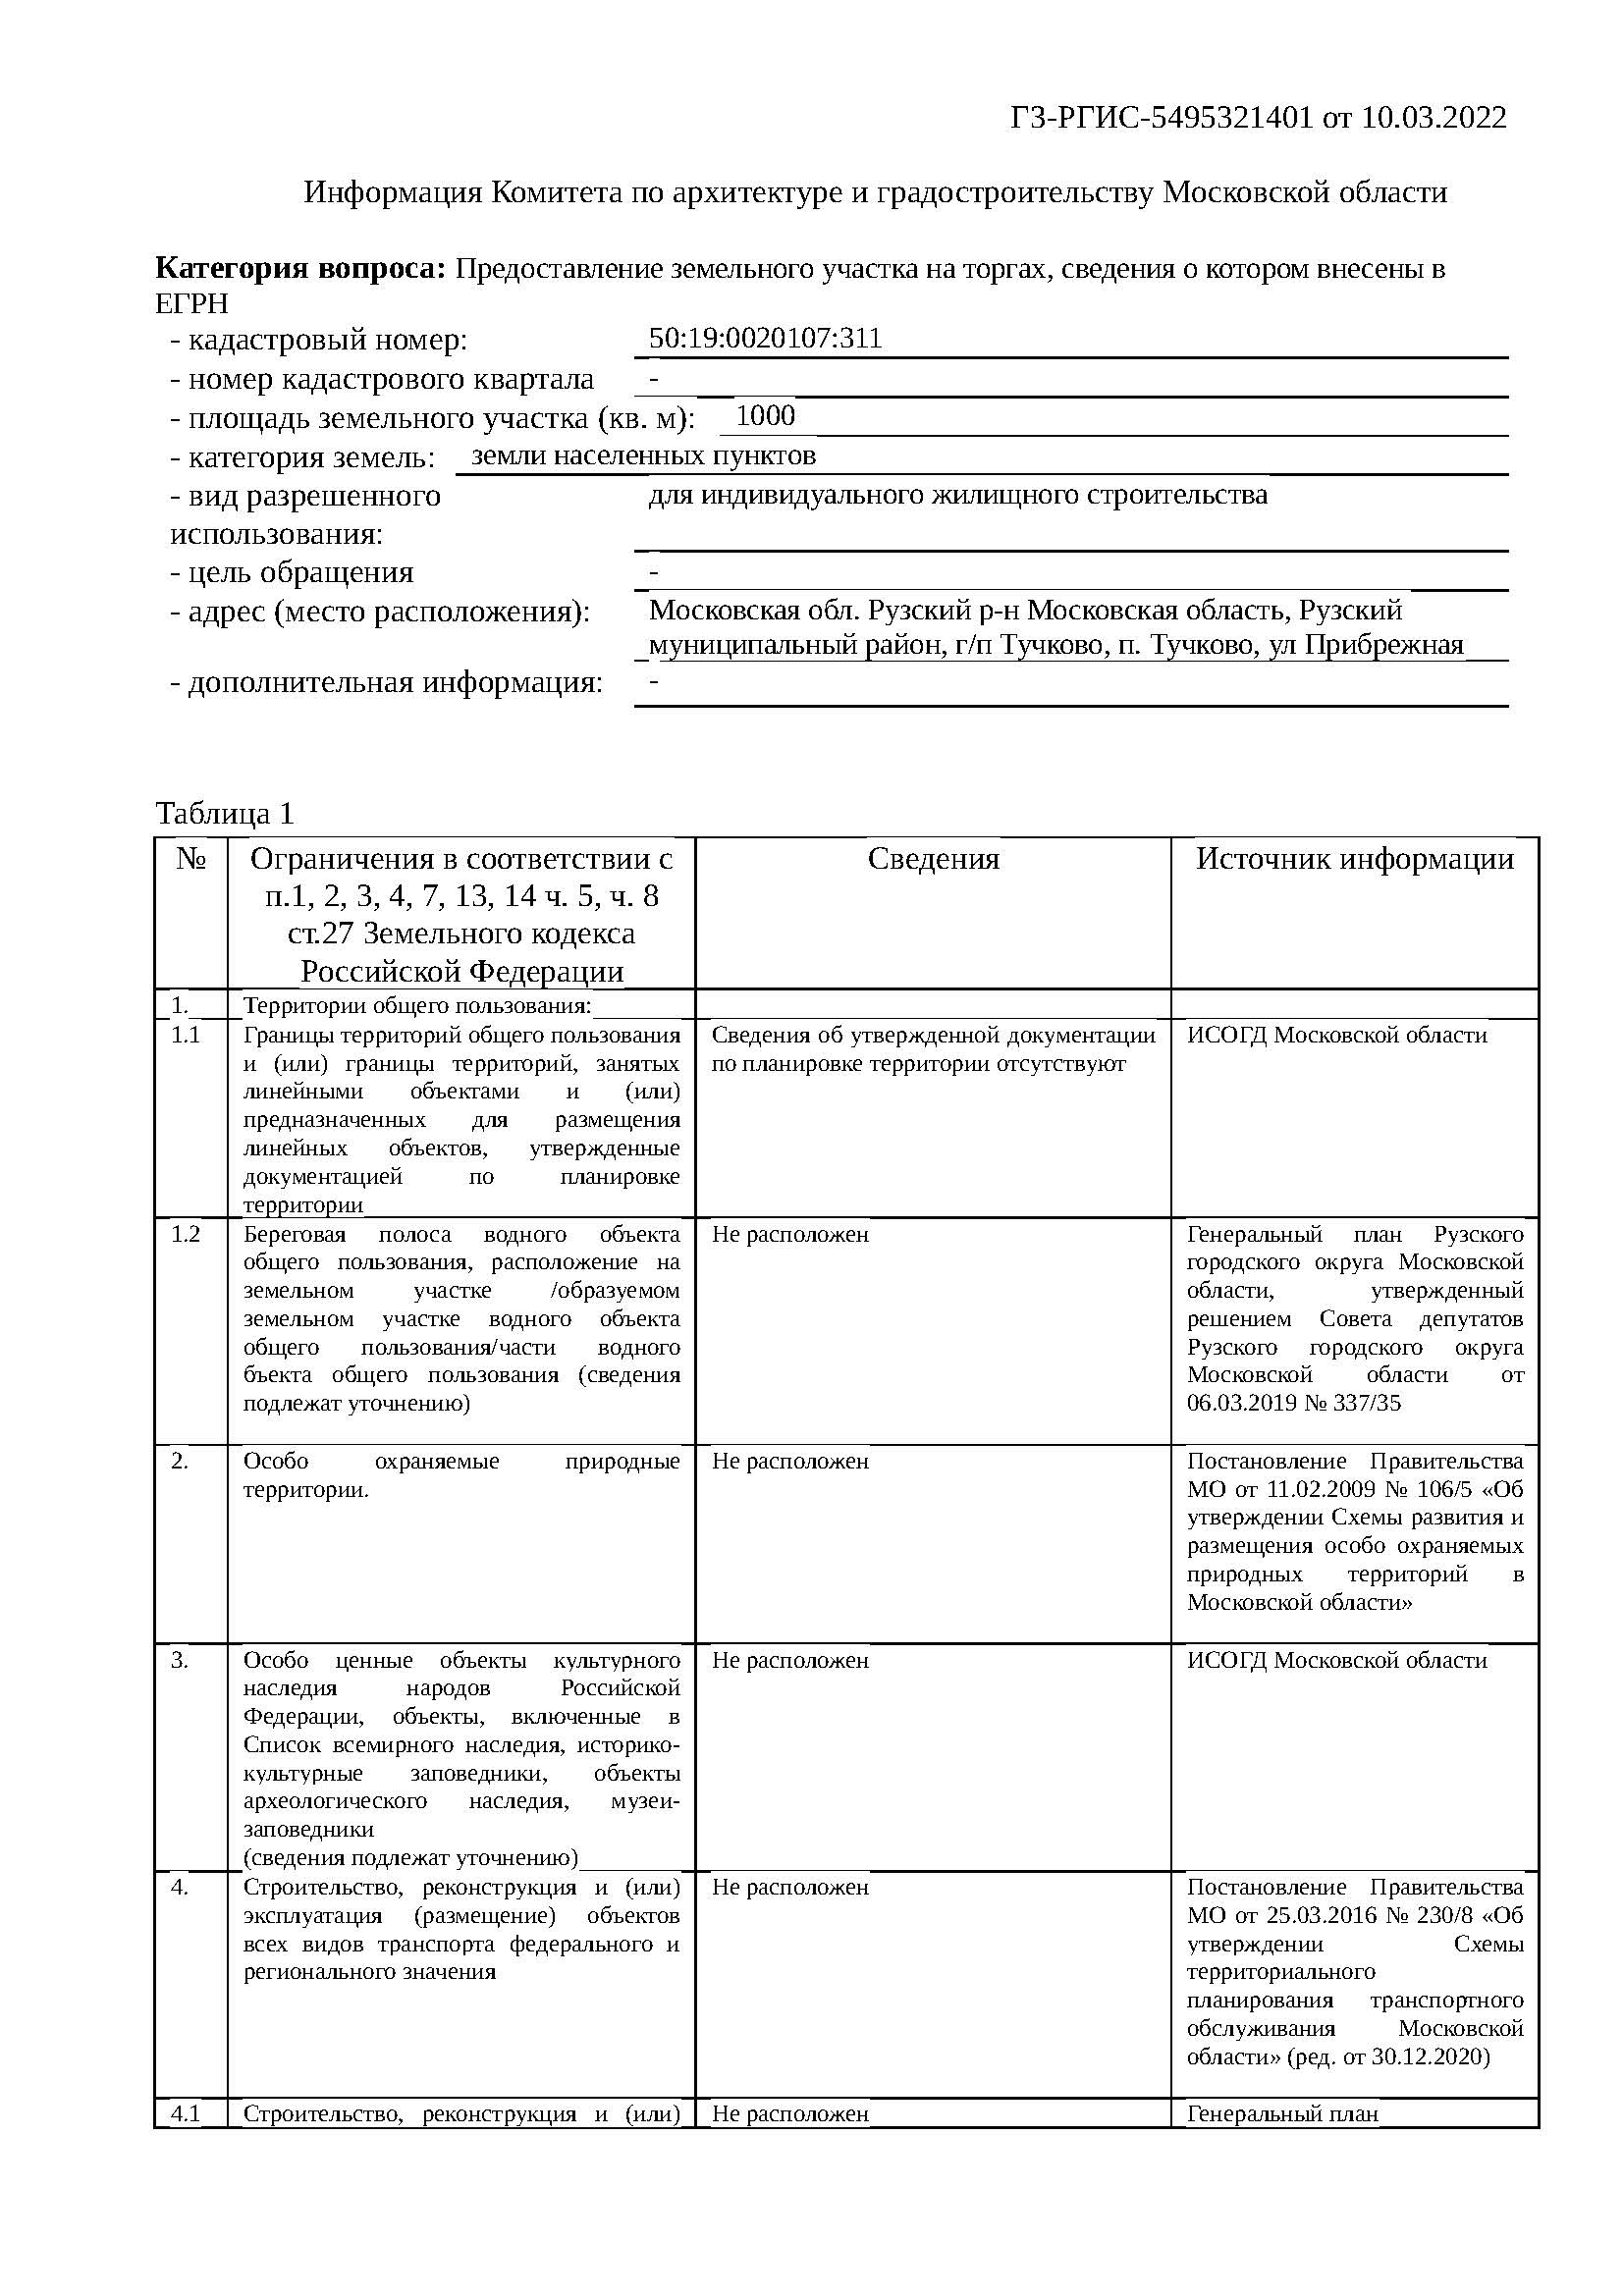 ГЗ-РГИС-5495321401 от 10.03.2022
Информация Комитета по архитектуре и градостроительству Московской области
Категория вопроса: Предоставление земельного участка на торгах, сведения о котором внесены в
ЕГРН
- кадастровый номер: 50:19:0020107:311
- номер кадастрового квартала -
- площадь земельного участка (кв. м): 1000
- категория земель: земли населенных пунктов
- вид разрешенного для индивидуального жилищного строительства
использования:
- цель обращения -
- адрес (место расположения): Московская обл. Рузский р-н Московская область, Рузский
муниципальный район, г/п Тучково, п. Тучково, ул Прибрежная
- дополнительная информация: -
Таблица 1
№
Ограничения в соответствии с
п.1, 2, 3, 4, 7, 13, 14 ч. 5, ч. 8
ст.27 Земельного кодекса
Российской Федерации
Сведения
Источник информации
1.
Территории общего пользования:
1.1
Границы территорий общего пользования
и (или) границы территорий, занятых
линейными объектами и (или)
предназначенных для размещения
линейных объектов, утвержденные
документацией по планировке
территории
Сведения об утвержденной документации
по планировке территории отсутствуют
ИСОГД Московской области
1.2
Береговая полоса водного объекта
общего пользования, расположение на
земельном участке /образуемом
земельном участке водного объекта
общего пользования/части водного
бъекта общего пользования (сведения
подлежат уточнению)
Не расположен
Генеральный план Рузского
городского округа Московской
области, утвержденный
решением Совета депутатов
Рузского городского округа
Московской области от
06.03.2019 № 337/35
2.
Особо охраняемые природные
территории.
Не расположен
Постановление Правительства
МО от 11.02.2009 № 106/5 «Об
утверждении Схемы развития и
размещения особо охраняемых
природных территорий в
Московской области»
3.
Особо ценные объекты культурного
наследия народов Российской
Федерации, объекты, включенные в
Список всемирного наследия, историко-
культурные заповедники, объекты
археологического наследия, музеи-
заповедники
(сведения подлежат уточнению)
Не расположен
ИСОГД Московской области
4.
Строительство, реконструкция и (или)
эксплуатация (размещение) объектов
всех видов транспорта федерального и
регионального значения
Не расположен
Постановление Правительства
МО от 25.03.2016 № 230/8 «Об
утверждении Схемы
территориального
планирования транспортного
обслуживания Московской
области» (ред. от 30.12.2020)
4.1
Строительство, реконструкция и (или)
Не расположен
Генеральный план